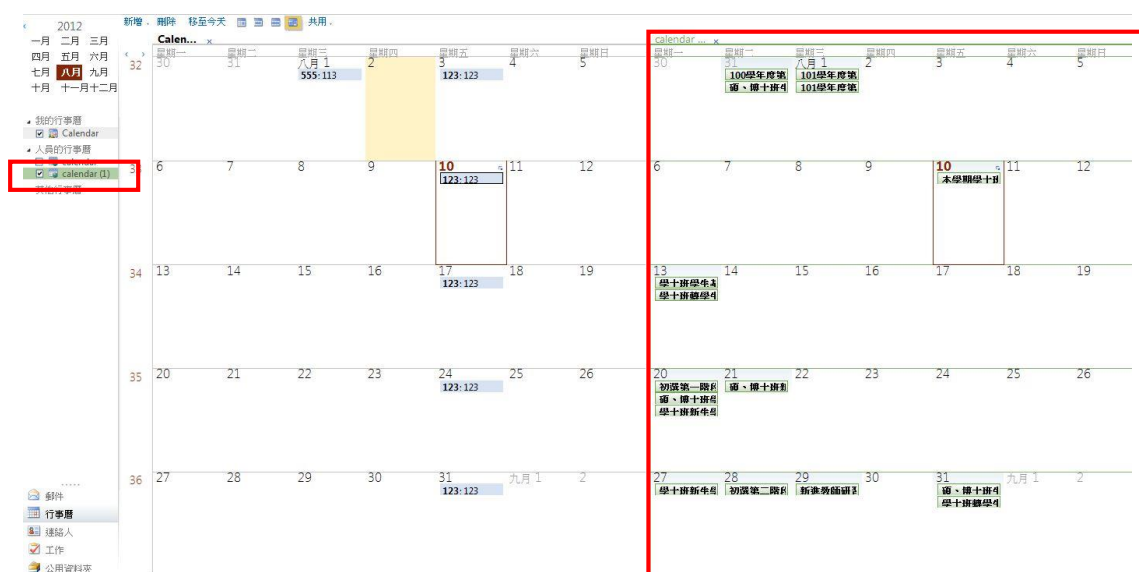 2012
一月 二月 三月
四月 五月 六月
七月 八月 九月
十月 十一月 十二月
我的行事曆
Calendar
人員的行事曆
calendar
calendar (1)
其他行事曆
郵件
行事曆
連絡人
工作
公用資料夾
新增 刪除 移至今天 共用
Calen... x
星期一 星期二 星期三 星期四 星期五 星期六 星期日
32 30 31 八月 1 2 3 4 5
555: 113 123: 123
6 7 8 9 10 11 12
123: 123
34 13 14 15 16 17 18 19
123: 123
35 20 21 22 23 24 25 26
123: 123
36 27 28 29 30 31 九月 1 2
123: 123
calendar ... x
星期一 星期二 星期三 星期四 星期五 星期六 星期日
30 31 八月 1 2 3 4 5
100學年度第 101學年度第
碩、博士班 101學年度第
6 7 8 9 10 11 12
本學期學士班
13 14 15 16 17 18 19
學士班學生
學士班轉學生
20 21 22 23 24 25 26
初選第一階段 碩、博士班
碩、博士班
學士班新生
27 28 29 30 31 九月 1 2
學士班新生 初選第二階段 新進教師研 碩、博士班
學士班轉學